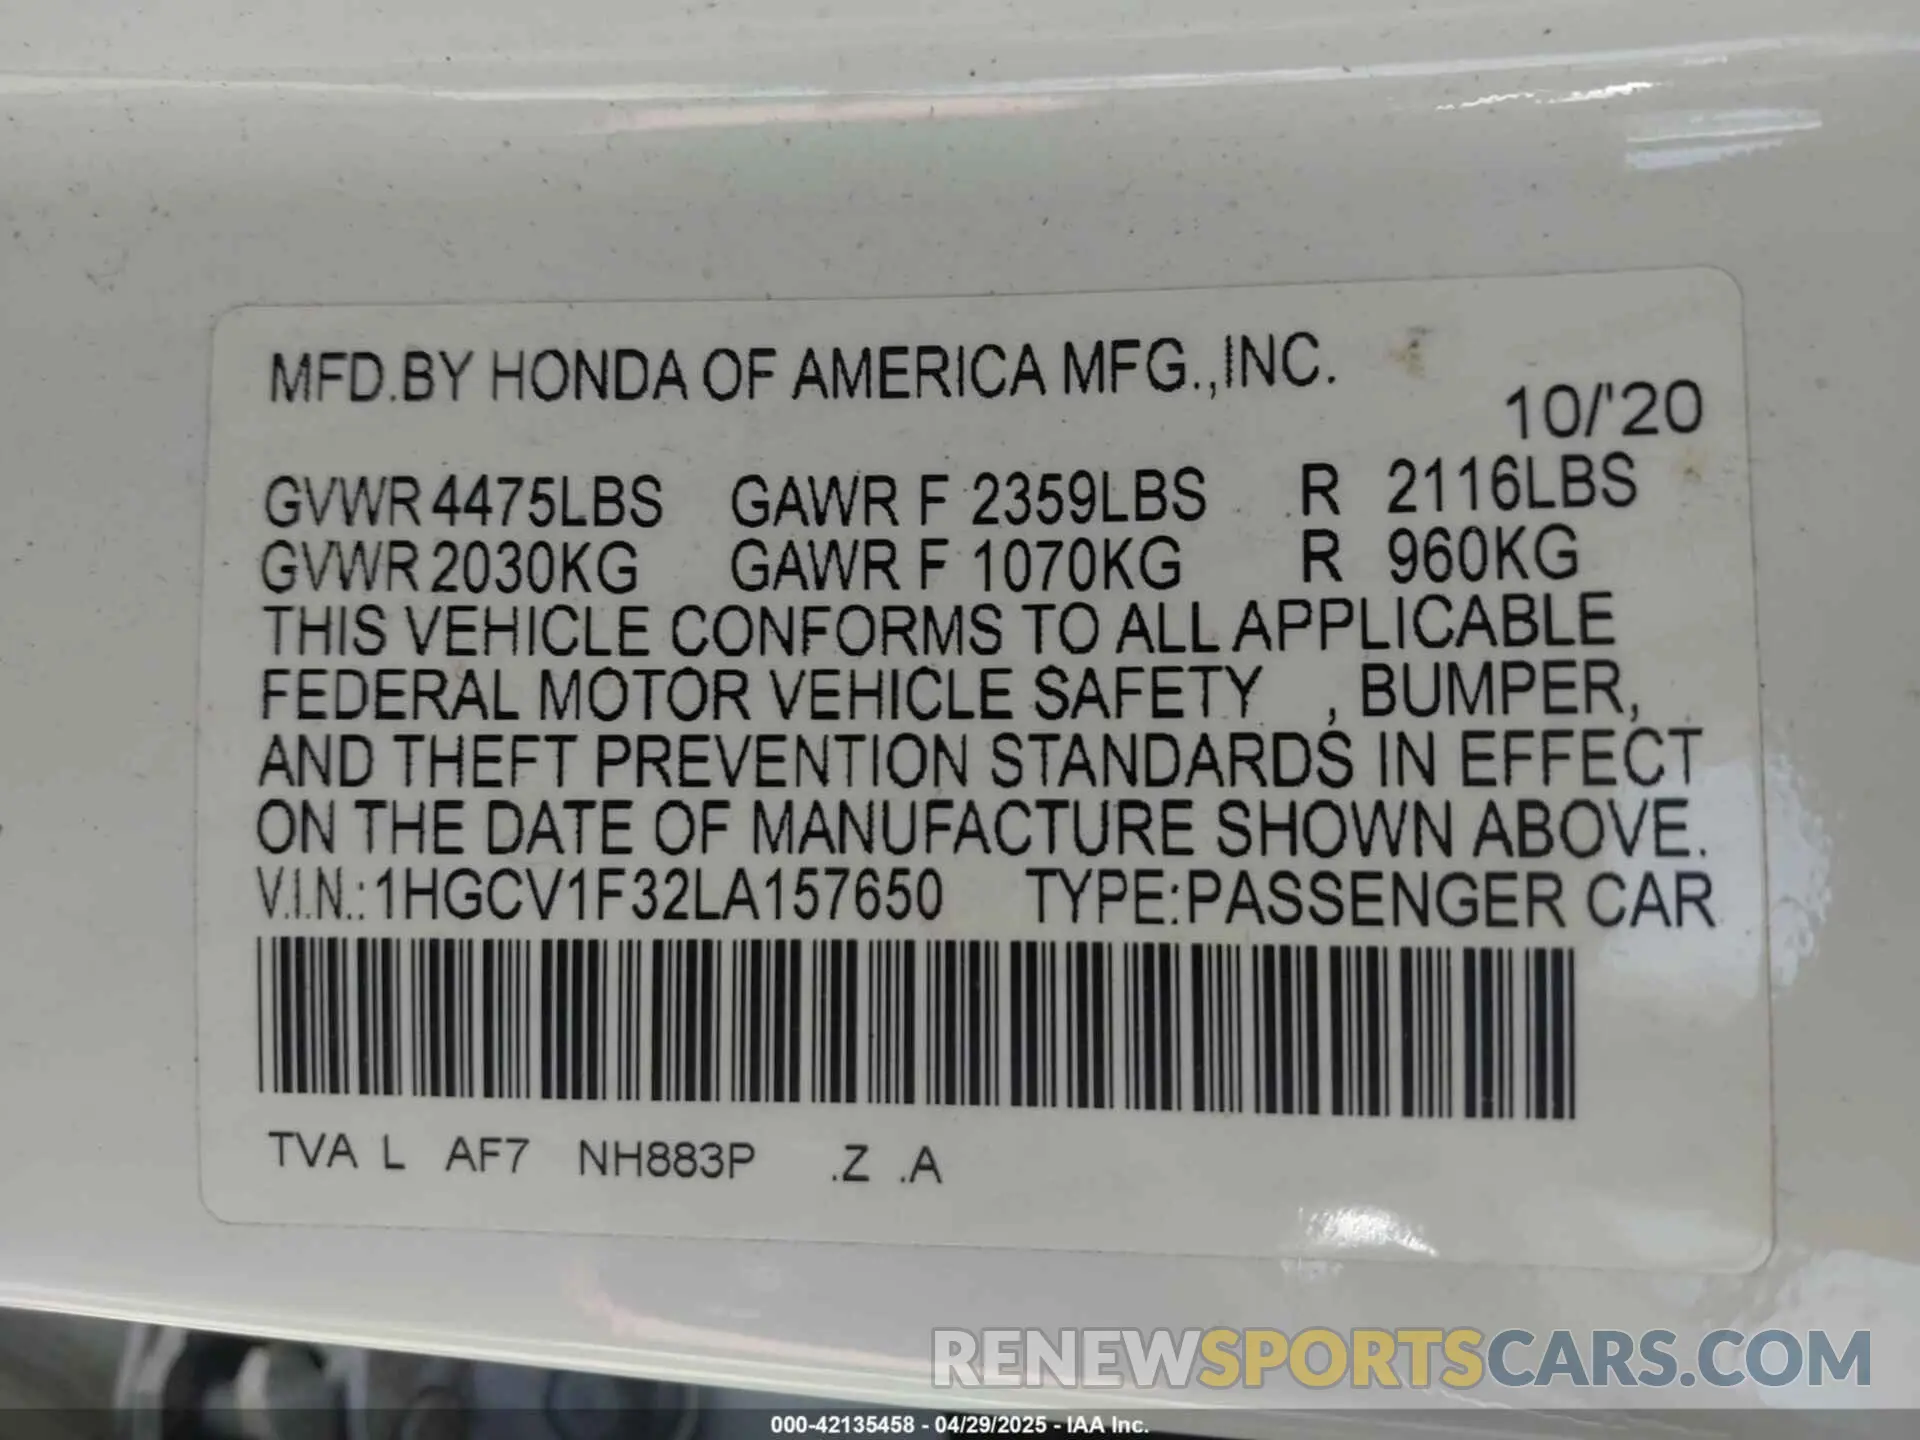 MFD.BY HONDA OF AMERICA MFG.,INC.
10/'20
GVWR 4475LBS GAWR F 2359LBS R 2116LBS
GVWR 2030KG GAWR F 1070KG R 960KG
THIS VEHICLE CONFORMS TO ALL APPLICABLE
FEDERAL MOTOR VEHICLE SAFETY , BUMPER,
AND THEFT PREVENTION STANDARDS IN EFFECT
ON THE DATE OF MANUFACTURE SHOWN ABOVE.
V.I.N.:1HGCV1F32LA157650 TYPE:PASSENGER CAR
TVA L AF7 NH883P .Z .A
RENEWSPORTSCARS.COM
000-42135458 - 04/29/2025 - IAA Inc.